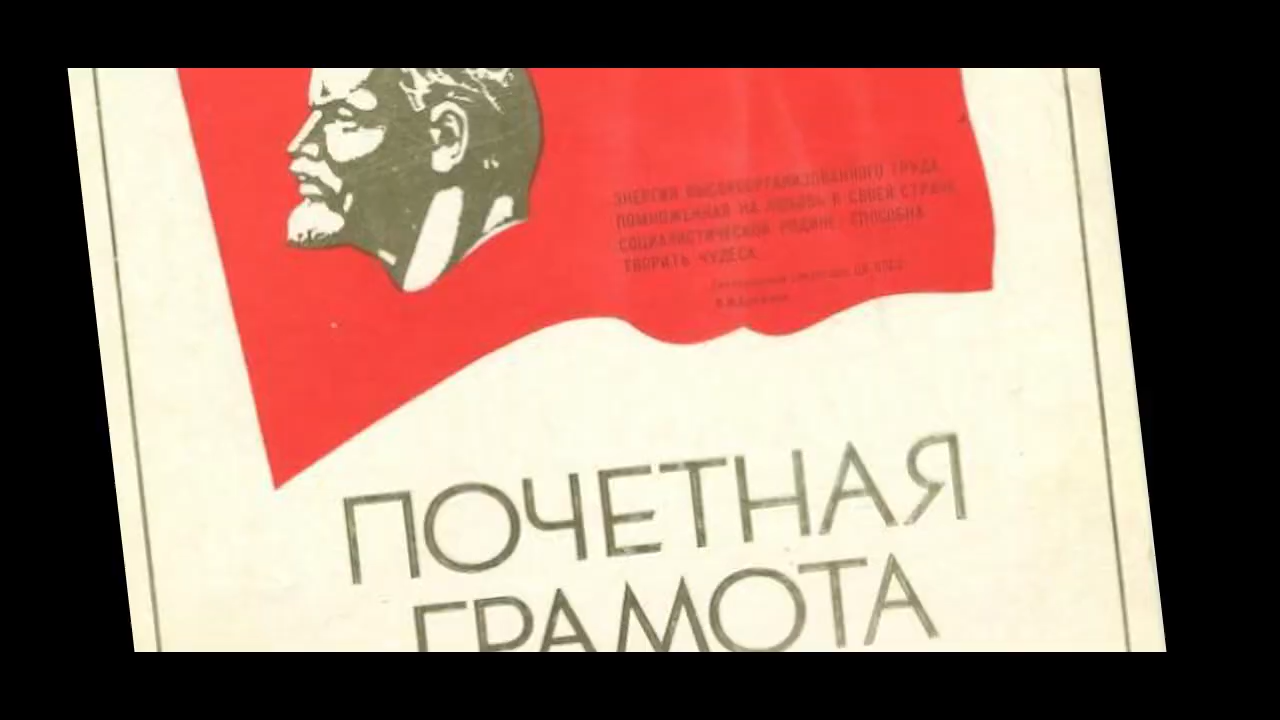 ЭНЕРГИЯ ВЫСОКООРГАНИЗОВАННОГО ТРУДА,
ПОМНОЖЕННАЯ НА ЛЮБОВЬ К СВОЕЙ СТРАНЕ,
СОЦИАЛИСТИЧЕСКОЙ РОДИНЕ, СПОСОБНА
ТВОРИТЬ ЧУДЕСА.
ПОЧЕТНАЯ
ГРАМОТА